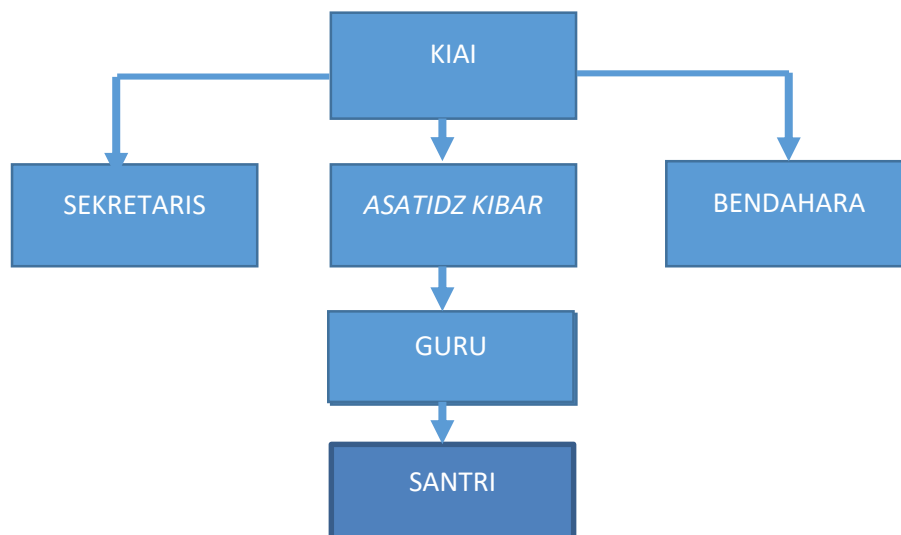 KIAI
SEKRETARIS
ASATIDZ KIBAR
BENDAHARA
GURU
SANTRI